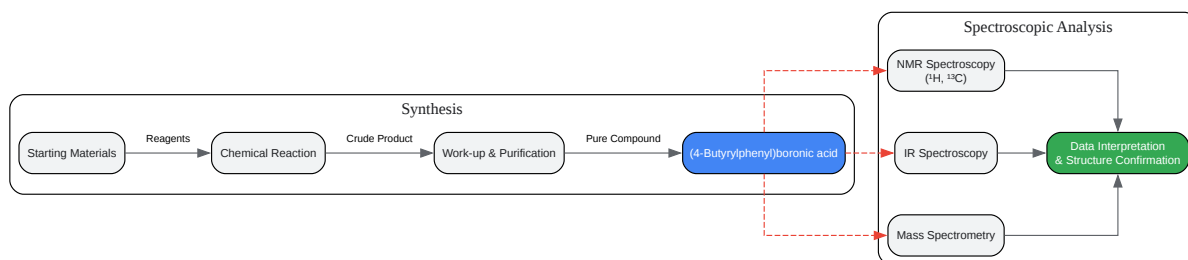 Spectroscopic Analysis
NMR Spectroscopy
(¹H, ¹³C)
Synthesis
Reagents
Crude Product
Pure Compound
Starting Materials
Chemical Reaction
Work-up & Purification
(4-Butyrylphenyl)boronic acid
IR Spectroscopy
Data Interpretation
& Structure Confirmation
Mass Spectrometry